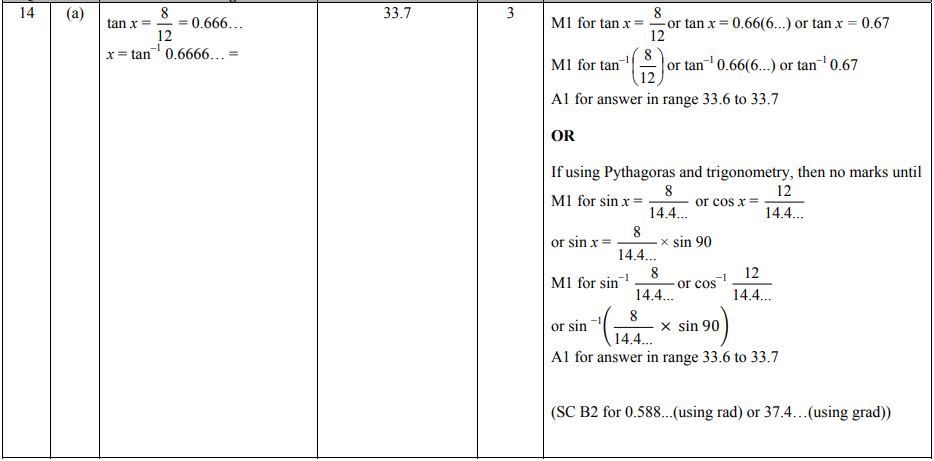 14 (a) tan x = 8/12 = 0.666… 33.7 3 M1 for tan x = 8/12 or tan x = 0.66(6...) or tan x = 0.67
x = tan⁻¹ 0.6666… = M1 for tan⁻¹(8/12) or tan⁻¹ 0.66(6...) or tan⁻¹ 0.67
A1 for answer in range 33.6 to 33.7
OR
If using Pythagoras and trigonometry, then no marks until
M1 for sin x = 8/14.4... or cos x = 12/14.4...
or sin x = 8/14.4... × sin 90
M1 for sin⁻¹ 8/14.4... or cos⁻¹ 12/14.4...
or sin⁻¹(8/14.4... × sin 90)
A1 for answer in range 33.6 to 33.7
(SC B2 for 0.588...(using rad) or 37.4…(using grad))